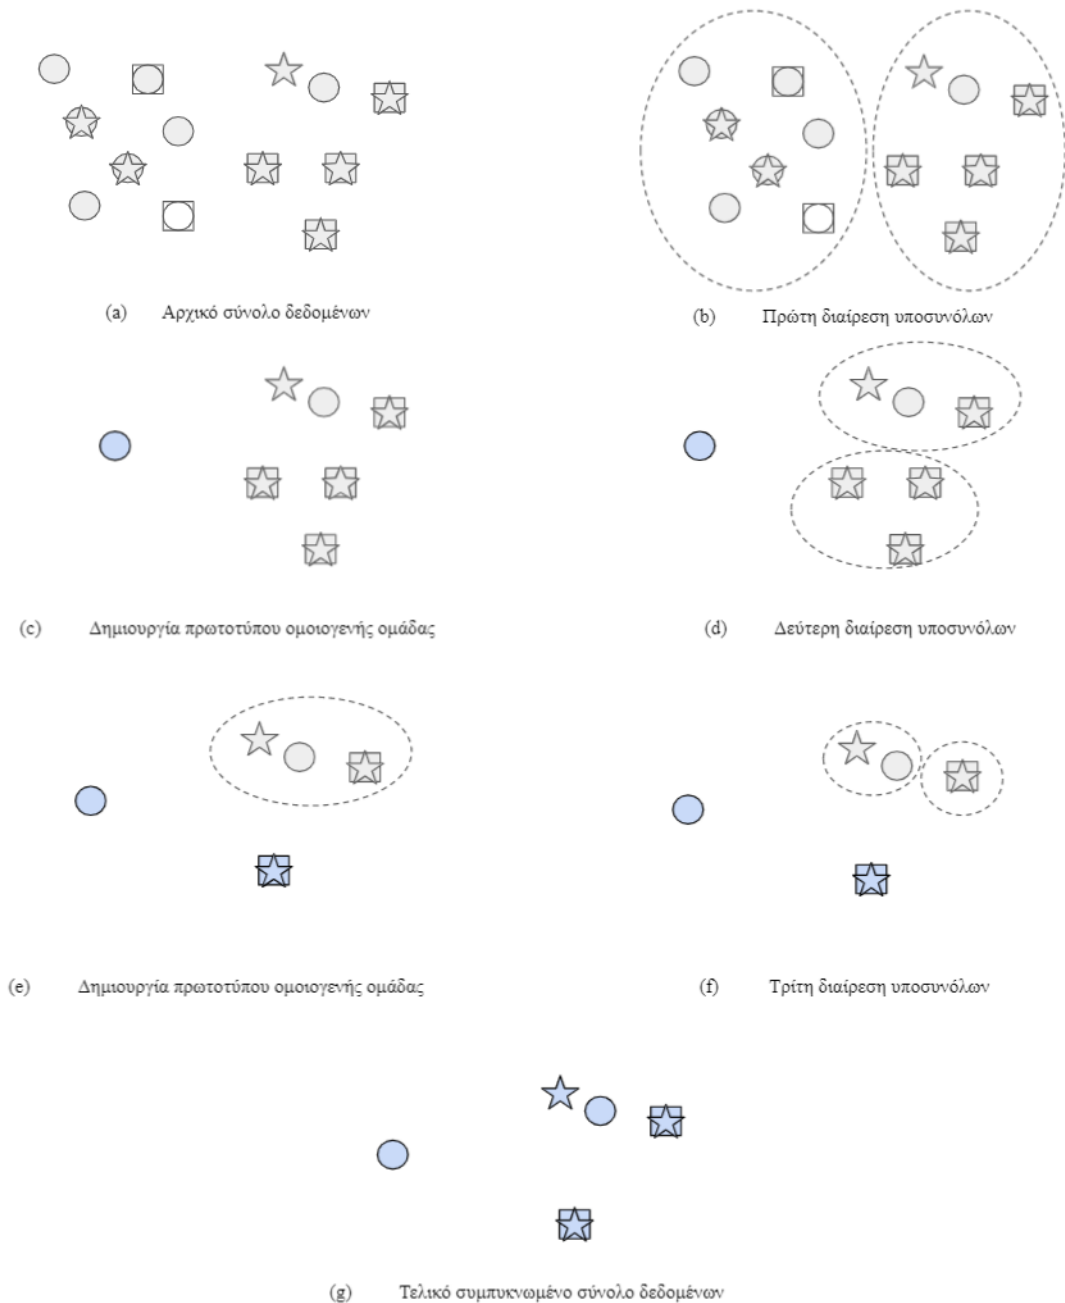 (a) Αρχικό σύνολο δεδομένων
(b) Πρώτη διαίρεση υποσυνόλων
(c) Δημιουργία πρωτοτύπου ομοιογενής ομάδας
(d) Δεύτερη διαίρεση υποσυνόλων
(e) Δημιουργία πρωτοτύπου ομοιογενής ομάδας
(f) Τρίτη διαίρεση υποσυνόλων
(g) Τελικό συμπυκνωμένο σύνολο δεδομένων